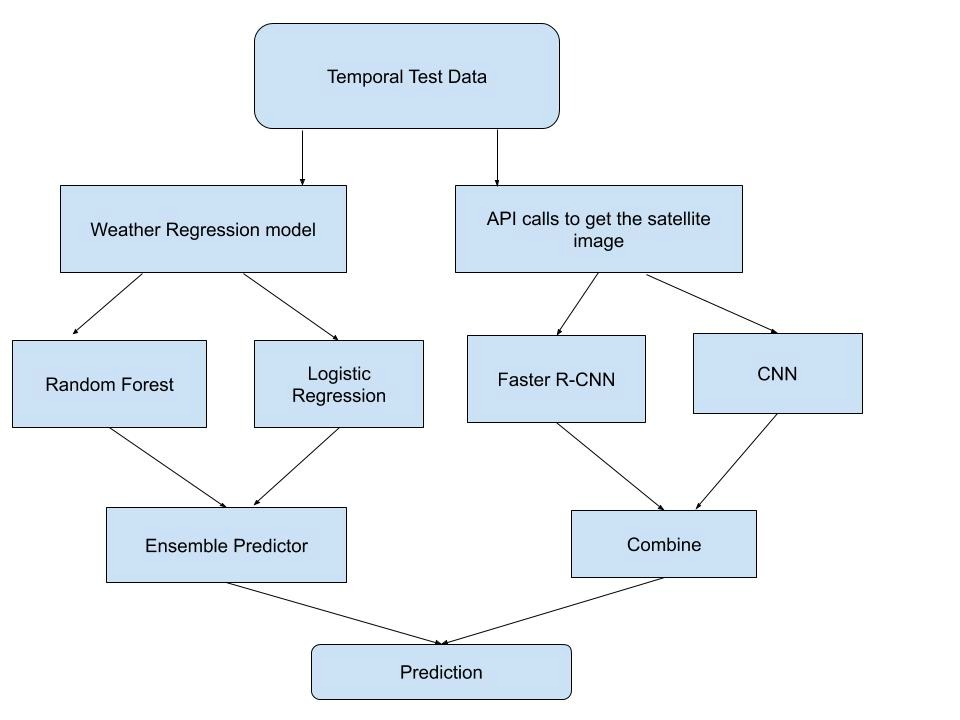 Temporal Test Data
Weather Regression model
API calls to get the satellite
image
Random Forest
Logistic
Regression
Faster R-CNN
CNN
Ensemble Predictor
Combine
Prediction